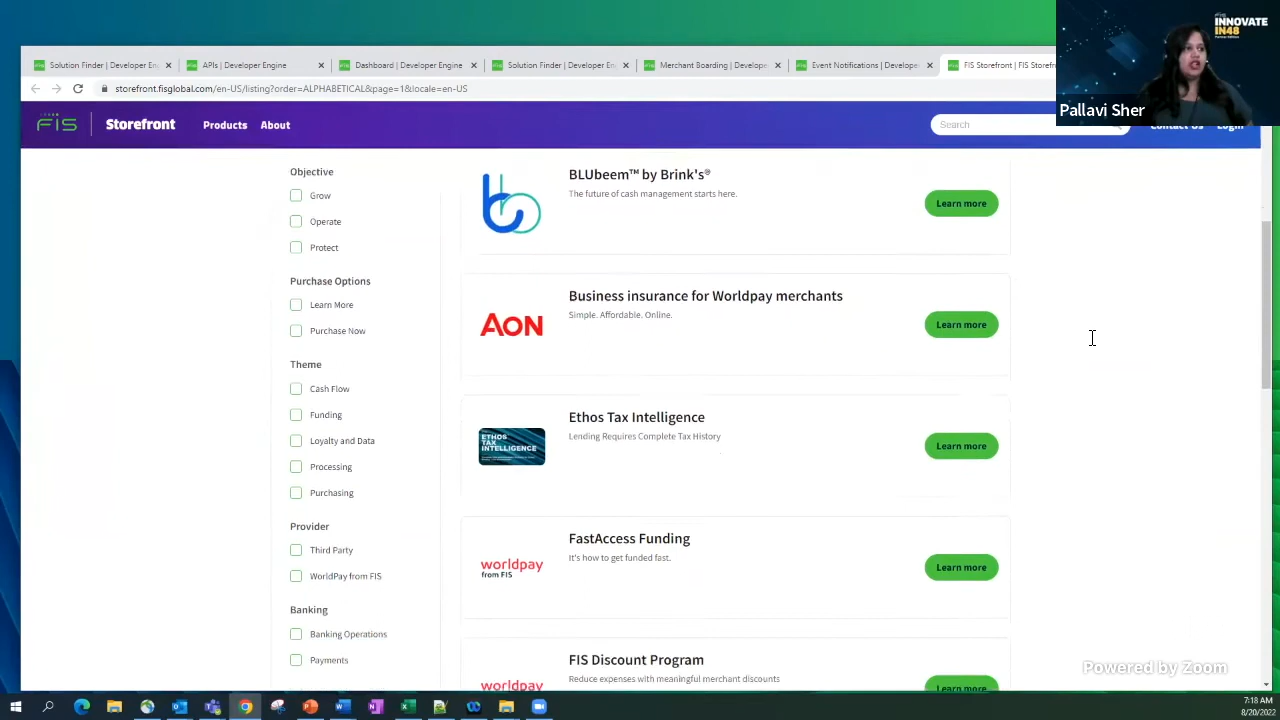 FIS
INNOVATE
IN48
Pallavi Sher
Solution Finder | Developer En
APIs | Developer Engine
Dashboard | Developer Engine
Solution Finder | Developer En
Merchant Boarding | Develope
Event Notifications | Develope
FIS Storefront | FIS Storef
storefront.fisglobal.com/en-US/listing?order=ALPHABETICAL&page=1&locale=en-US
FIS
Storefront
Products
About
Search
Contact Us
Login
Objective
Grow
Operate
Protect
Purchase Options
Learn More
Purchase Now
Theme
Cash Flow
Funding
Loyalty and Data
Processing
Purchasing
Provider
Third Party
WorldPay from FIS
Banking
Banking Operations
Payments
BLUbeem™ by Brink's®
The future of cash management starts here.
Learn more
AON
Business insurance for Worldpay merchants
Simple. Affordable. Online.
Learn more
ETHOS
TAX
INTELLIGENCE
Ethos Tax Intelligence
Lending Requires Complete Tax History
Learn more
worldpay
from FIS
FastAccess Funding
It's how to get funded fast.
Learn more
worldpay
FIS Discount Program
Reduce expenses with meaningful merchant discounts
Learn more
Powered by Zoom
7:18 AM
8/20/2022